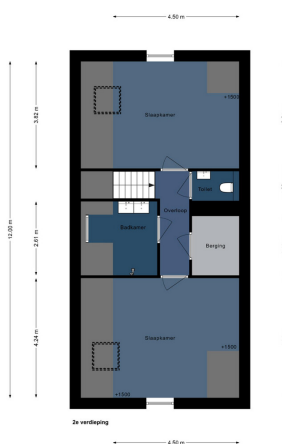 4.50 m
+1500
Slaapkamer
3.82 m
Toilet
Overloop
Badkamer
12.00 m
2.61 m
Berging
Slaapkamer
4.24 m
+1500
+1500
2e verdieping
4.50 m